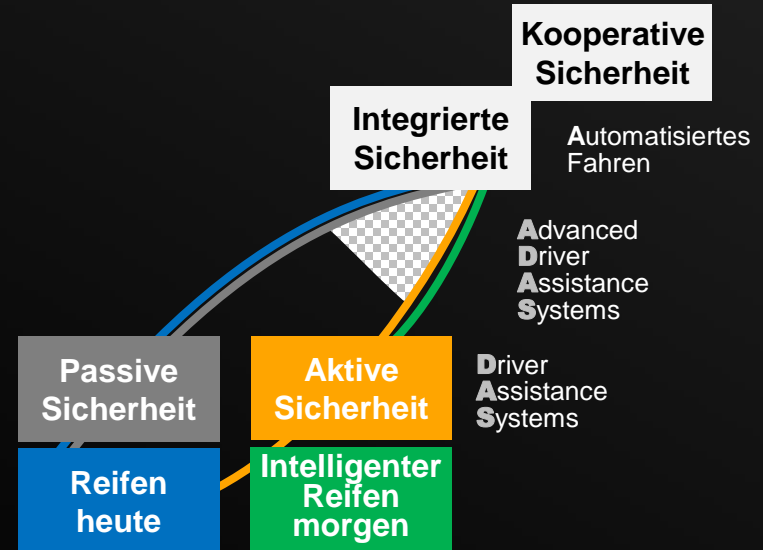 Kooperative
Sicherheit
Integrierte
Sicherheit
Automatisiertes
Fahren
Advanced
Driver
Assistance
Systems
Passive
Sicherheit
Aktive
Sicherheit
Driver
Assistance
Systems
Reifen
heute
Intelligenter
Reifen
morgen